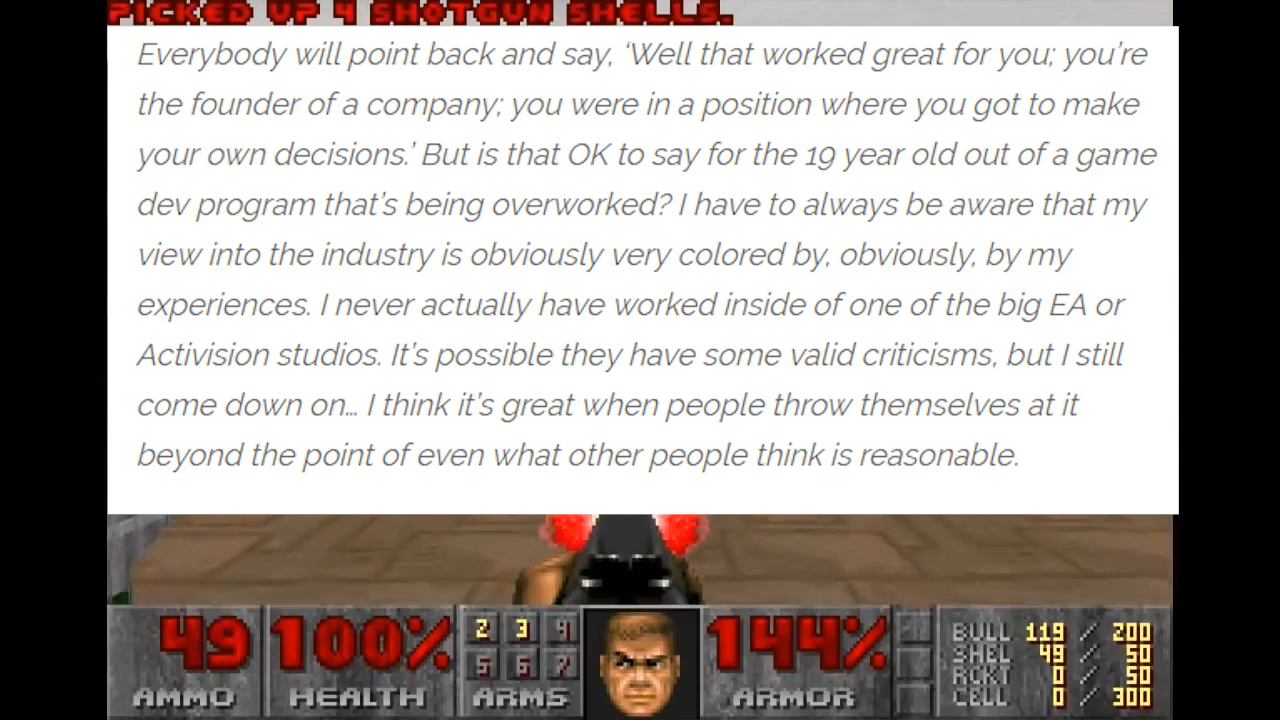 PICKED UP 4 SHOTGUN SHELLS.
Everybody will point back and say, ‘Well that worked great for you; you’re
the founder of a company; you were in a position where you got to make
your own decisions.’ But is that OK to say for the 19 year old out of a game
dev program that’s being overworked? I have to always be aware that my
view into the industry is obviously very colored by, obviously, by my
experiences. I never actually have worked inside of one of the big EA or
Activision studios. It’s possible they have some valid criticisms, but I still
come down on… I think it’s great when people throw themselves at it
beyond the point of even what other people think is reasonable.
49 100% 2 3 4 144% BULL 119 / 200
5 6 7 SHEL 49 / 50
RCKT 0 / 50
AMMO HEALTH ARMS ARMOR CELL 0 / 300